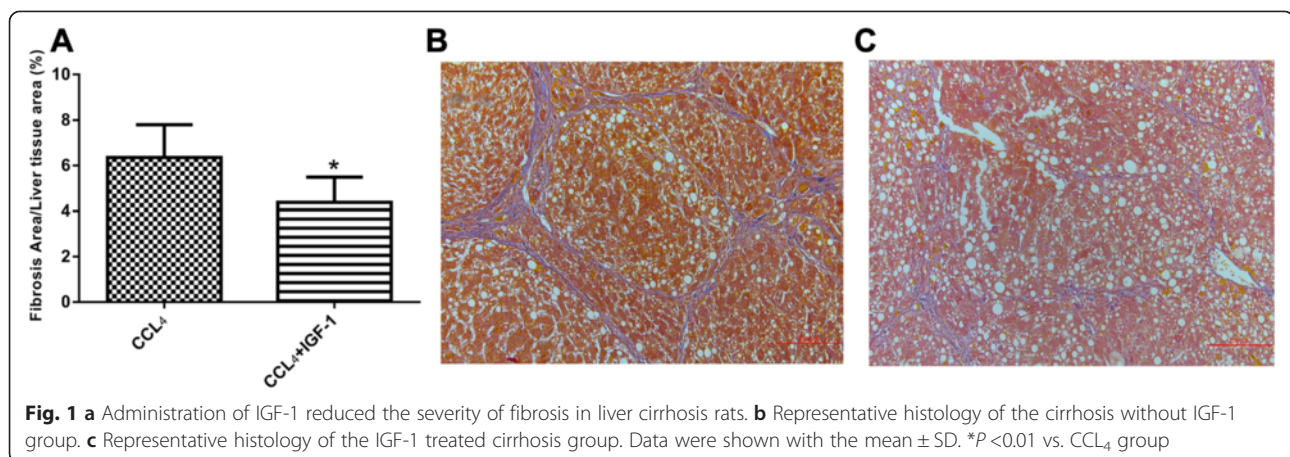 A
B
C
Fibrosis Area/Liver tissue area (%)
10
8
6
4
2
0
*
CCL₄
CCL₄+IGF-1
Fig. 1 a Administration of IGF-1 reduced the severity of fibrosis in liver cirrhosis rats. b Representative histology of the cirrhosis without IGF-1
group. c Representative histology of the IGF-1 treated cirrhosis group. Data were shown with the mean ± SD. *P <0.01 vs. CCL₄ group